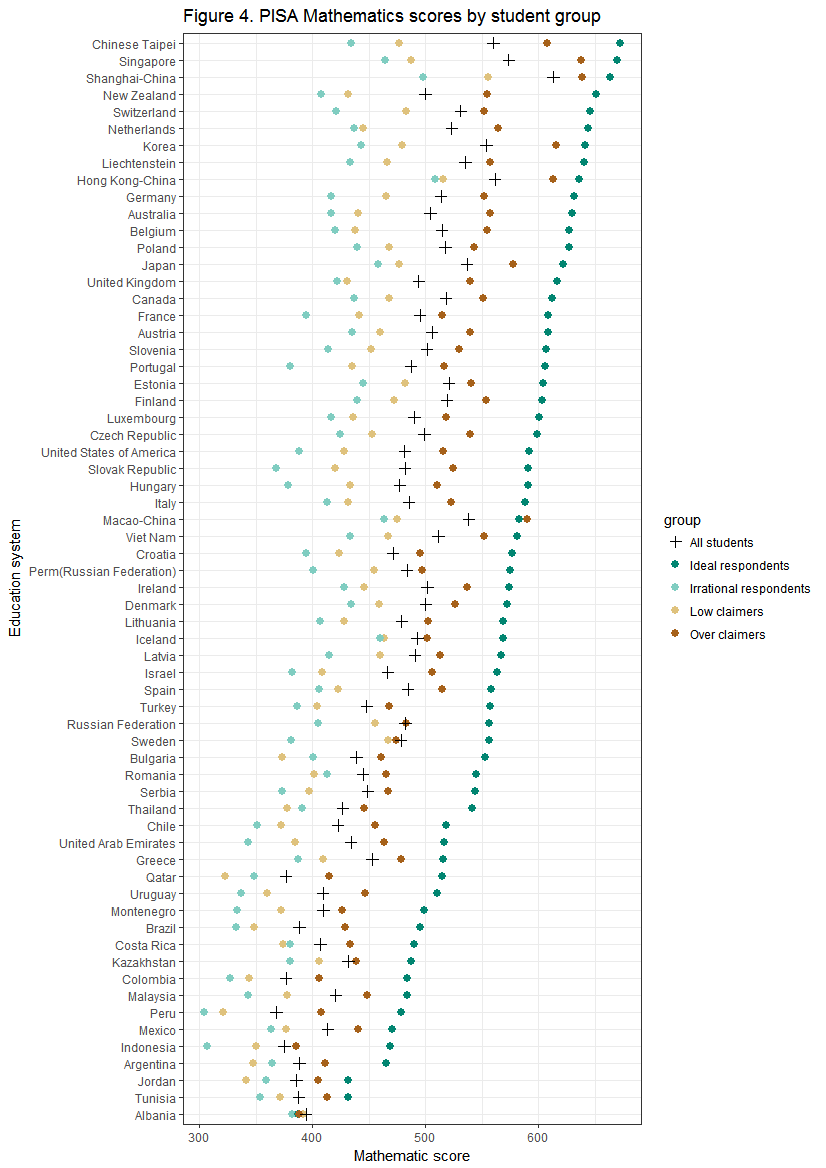 Figure 4. PISA Mathematics scores by student group
Chinese Taipei
Singapore
Shanghai-China
New Zealand
Switzerland
Netherlands
Korea
Liechtenstein
Hong Kong-China
Germany
Australia
Belgium
Poland
Japan
United Kingdom
Canada
France
Austria
Slovenia
Portugal
Estonia
Finland
Luxembourg
Czech Republic
United States of America
Slovak Republic
Hungary
Italy
Macao-China
Viet Nam
Croatia
Perm(Russian Federation)
Ireland
Denmark
Lithuania
Iceland
Latvia
Israel
Spain
Turkey
Russian Federation
Sweden
Bulgaria
Romania
Serbia
Thailand
Chile
United Arab Emirates
Greece
Qatar
Uruguay
Montenegro
Brazil
Costa Rica
Kazakhstan
Colombia
Malaysia
Peru
Mexico
Indonesia
Argentina
Jordan
Tunisia
Albania
Education system
300 400 500 600
Mathematic score
group
All students
Ideal respondents
Irrational respondents
Low claimers
Over claimers